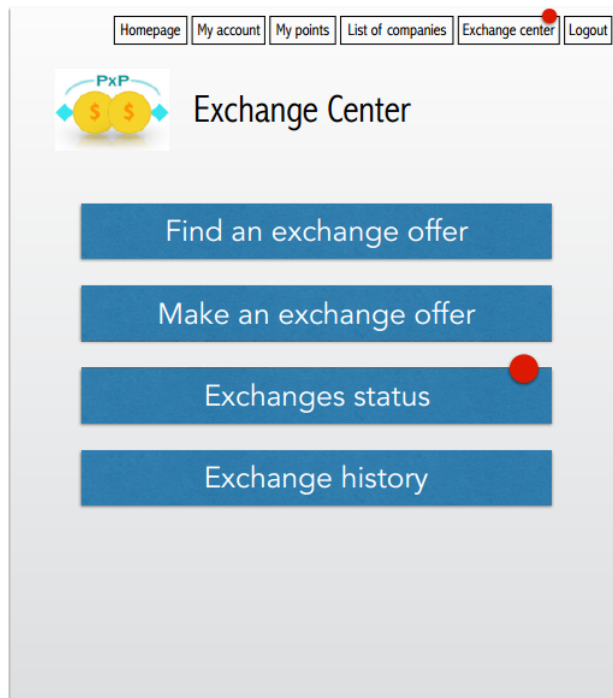 Homepage My account My points List of companies Exchange center Logout
PxP
$ $
Exchange Center
Find an exchange offer
Make an exchange offer
Exchanges status
Exchange history